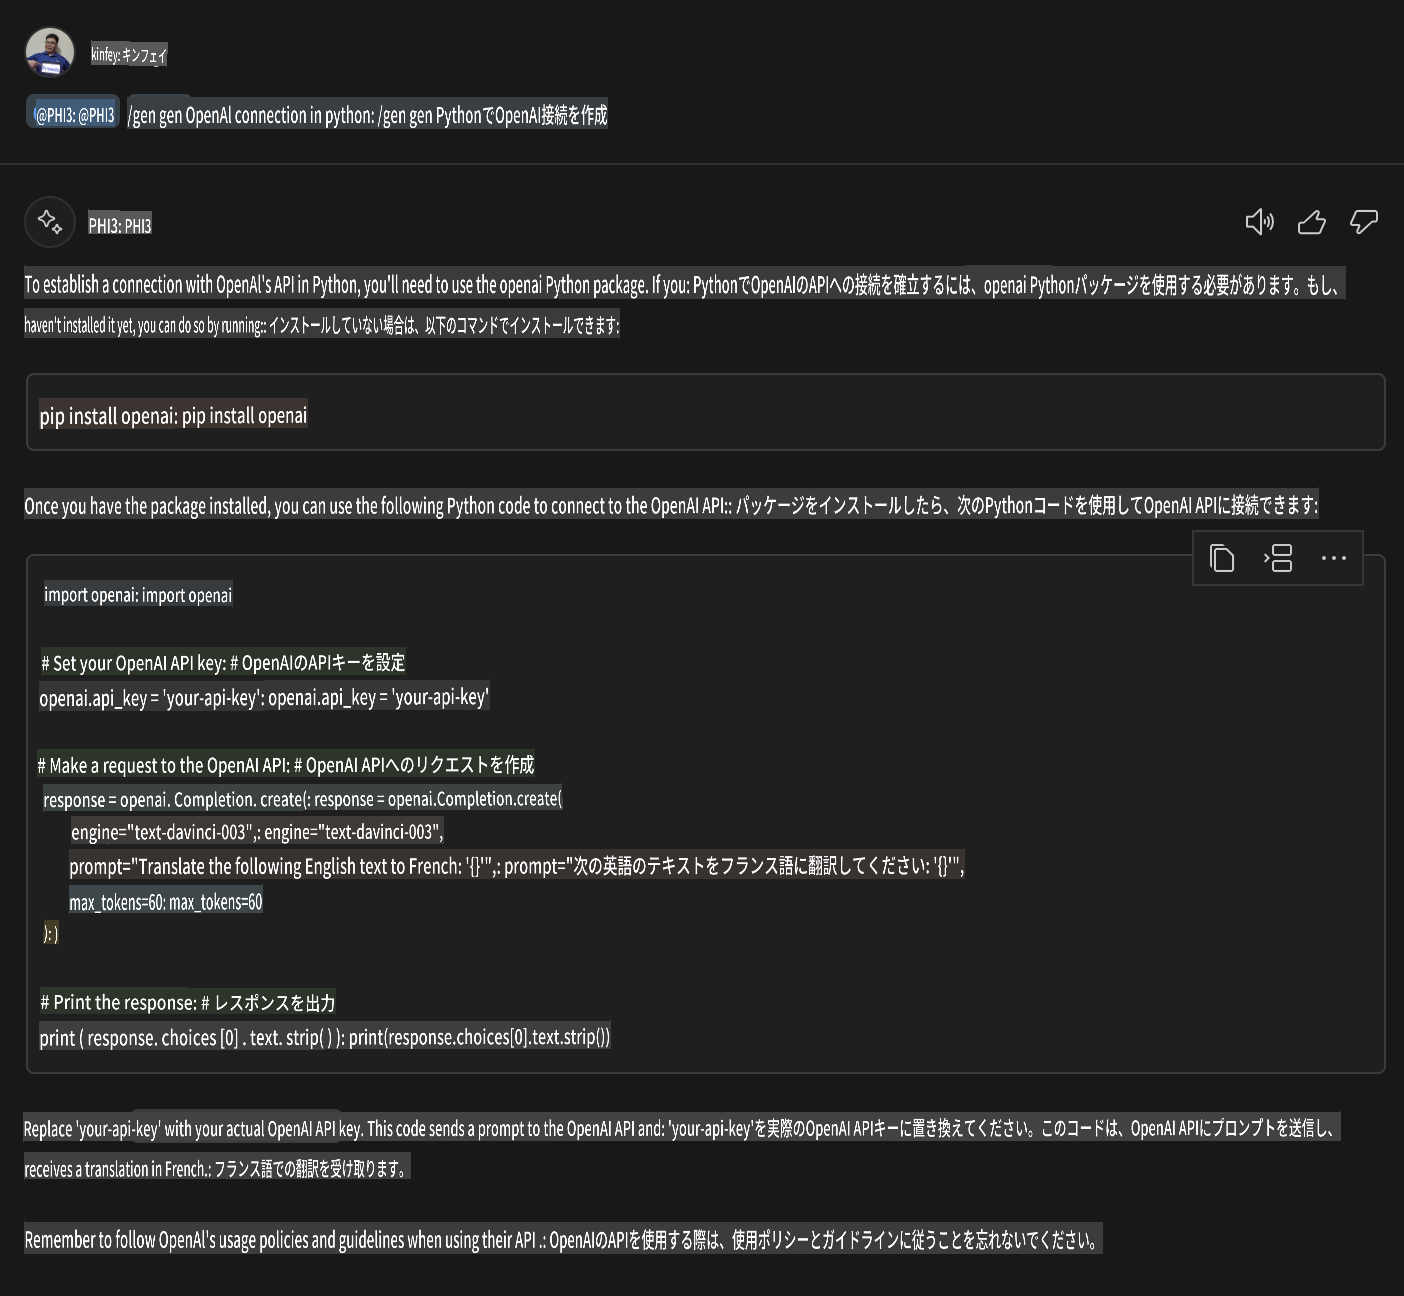 kinfey: キンフェイ
@PHI3: @PHI3 /gen gen OpenAI connection in python: /gen gen PythonでOpenAI接続を作成
PHI3: PHI3
To establish a connection with OpenAI's API in Python, you'll need to use the openai Python package. If you: PythonでOpenAIのAPIへの接続を確立するには、openai Pythonパッケージを使用する必要があります。もし、
haven't installed it yet, you can do so by running:: インストールしていない場合は、以下のコマンドでインストールできます:
pip install openai: pip install openai
Once you have the package installed, you can use the following Python code to connect to the OpenAI API:: パッケージをインストールしたら、次のPythonコードを使用してOpenAI APIに接続できます:
import openai: import openai
# Set your OpenAI API key: # OpenAIのAPIキーを設定
openai.api_key = 'your-api-key': openai.api_key = 'your-api-key'
# Make a request to the OpenAI API: # OpenAI APIへのリクエストを作成
response = openai. Completion. create(: response = openai.Completion.create(
engine="text-davinci-003",: engine="text-davinci-003",
prompt="Translate the following English text to French: '{}'",: prompt="次の英語のテキストをフランス語に翻訳してください: '{}'",
max_tokens=60: max_tokens=60
): )
# Print the response: # レスポンスを出力
print ( response. choices [0] . text. strip( ) ): print(response.choices[0].text.strip())
Replace 'your-api-key' with your actual OpenAI API key. This code sends a prompt to the OpenAI API and: 'your-api-key'を実際のOpenAI APIキーに置き換えてください。このコードは、OpenAI APIにプロンプトを送信し、
receives a translation in French.: フランス語での翻訳を受け取ります。
Remember to follow OpenAI's usage policies and guidelines when using their API .: OpenAIのAPIを使用する際は、使用ポリシーとガイドラインに従うことを忘れないでください。